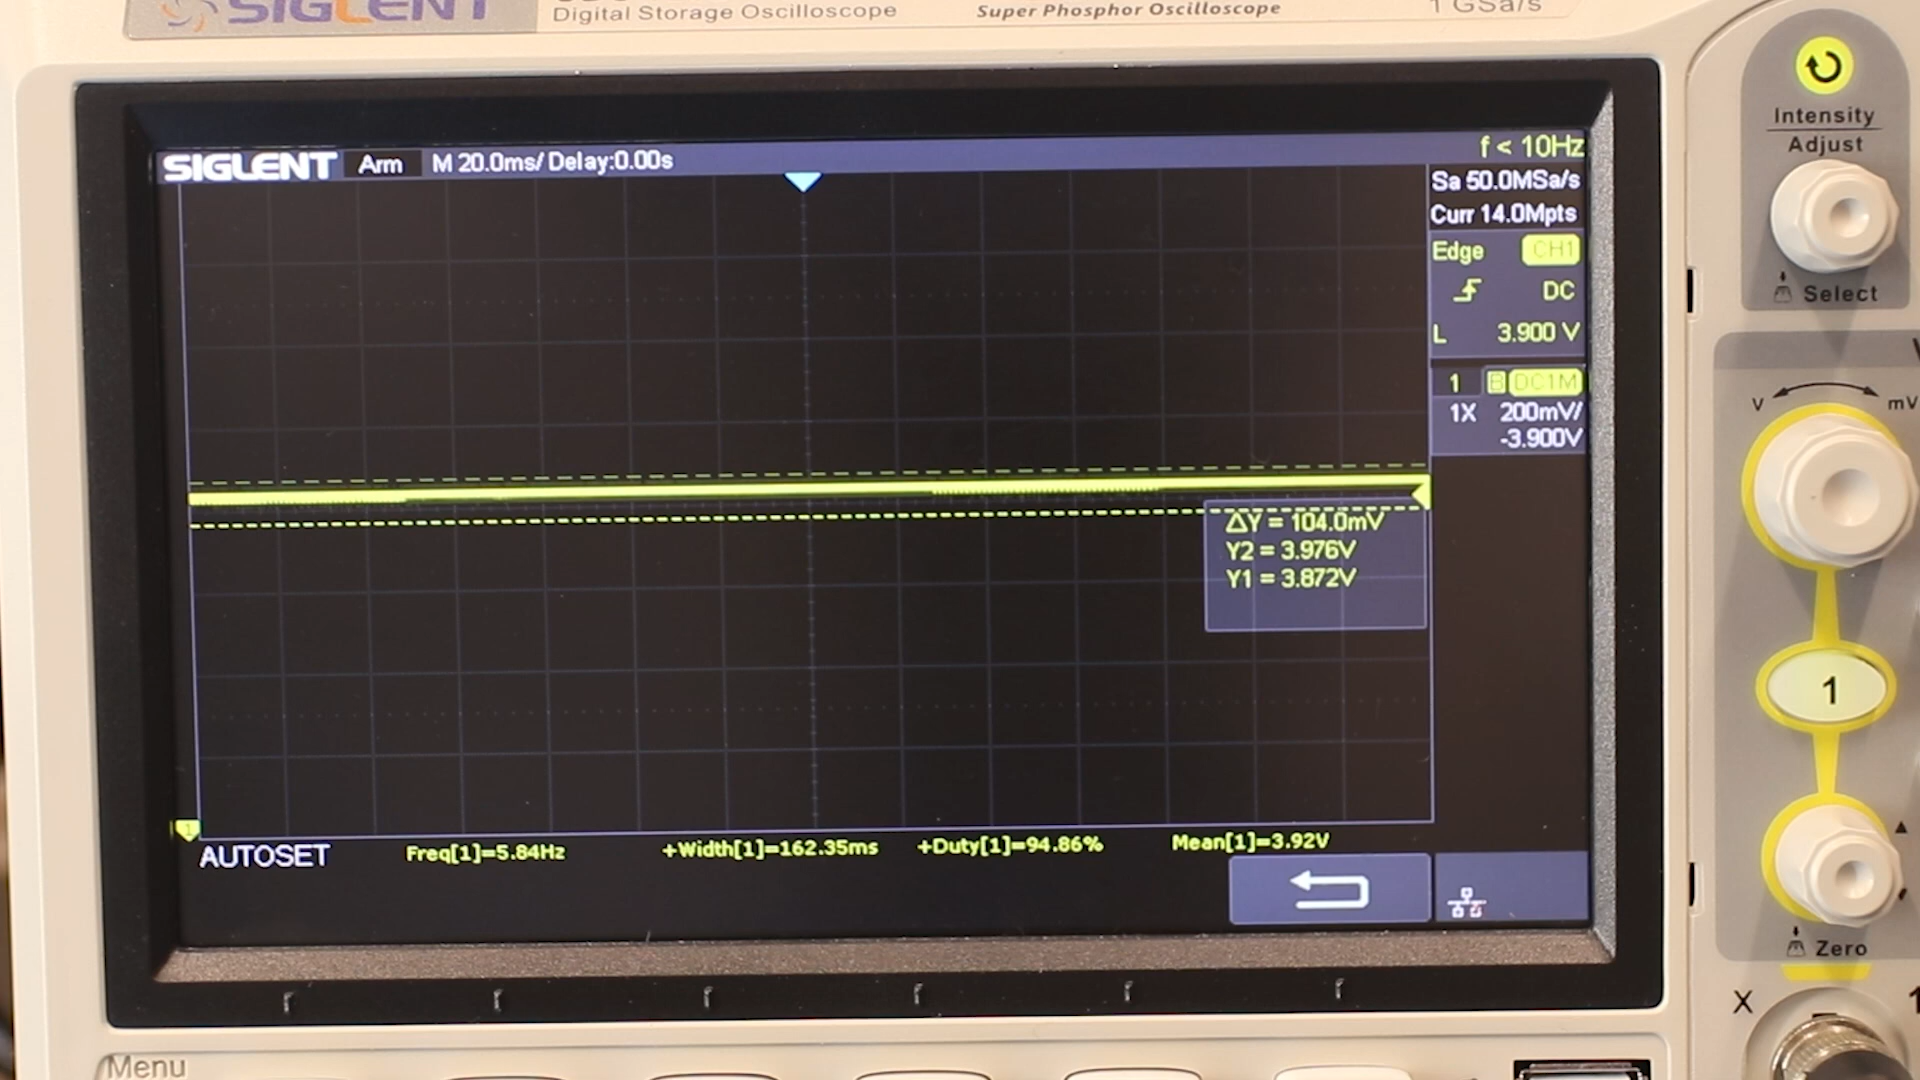 SIGLENT
Digital Storage Oscilloscope
Super Phosphor Oscilloscope
1 GSa/s
Intensity
Adjust
Select
SIGLENT Arm M 20.0ms/ Delay:0.00s
f < 10Hz
Sa 50.0MSa/s
Curr 14.0Mpts
Edge CH1
DC
L 3.900 V
1 B DC1M
1X 200mV/
-3.900V
V mV
ΔY = 104.0mV
Y2 = 3.976V
Y1 = 3.872V
1
1
AUTOSET Freq[1]=5.84Hz +Width[1]=162.35ms +Duty[1]=94.86% Mean[1]=3.92V
Zero
X
Menu